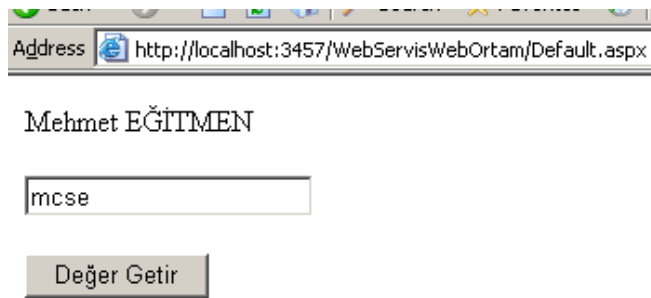 Address http://localhost:3457/WebServisWebOrtam/Default.aspx
Mehmet EĞİTMEN
mcse
Değer Getir